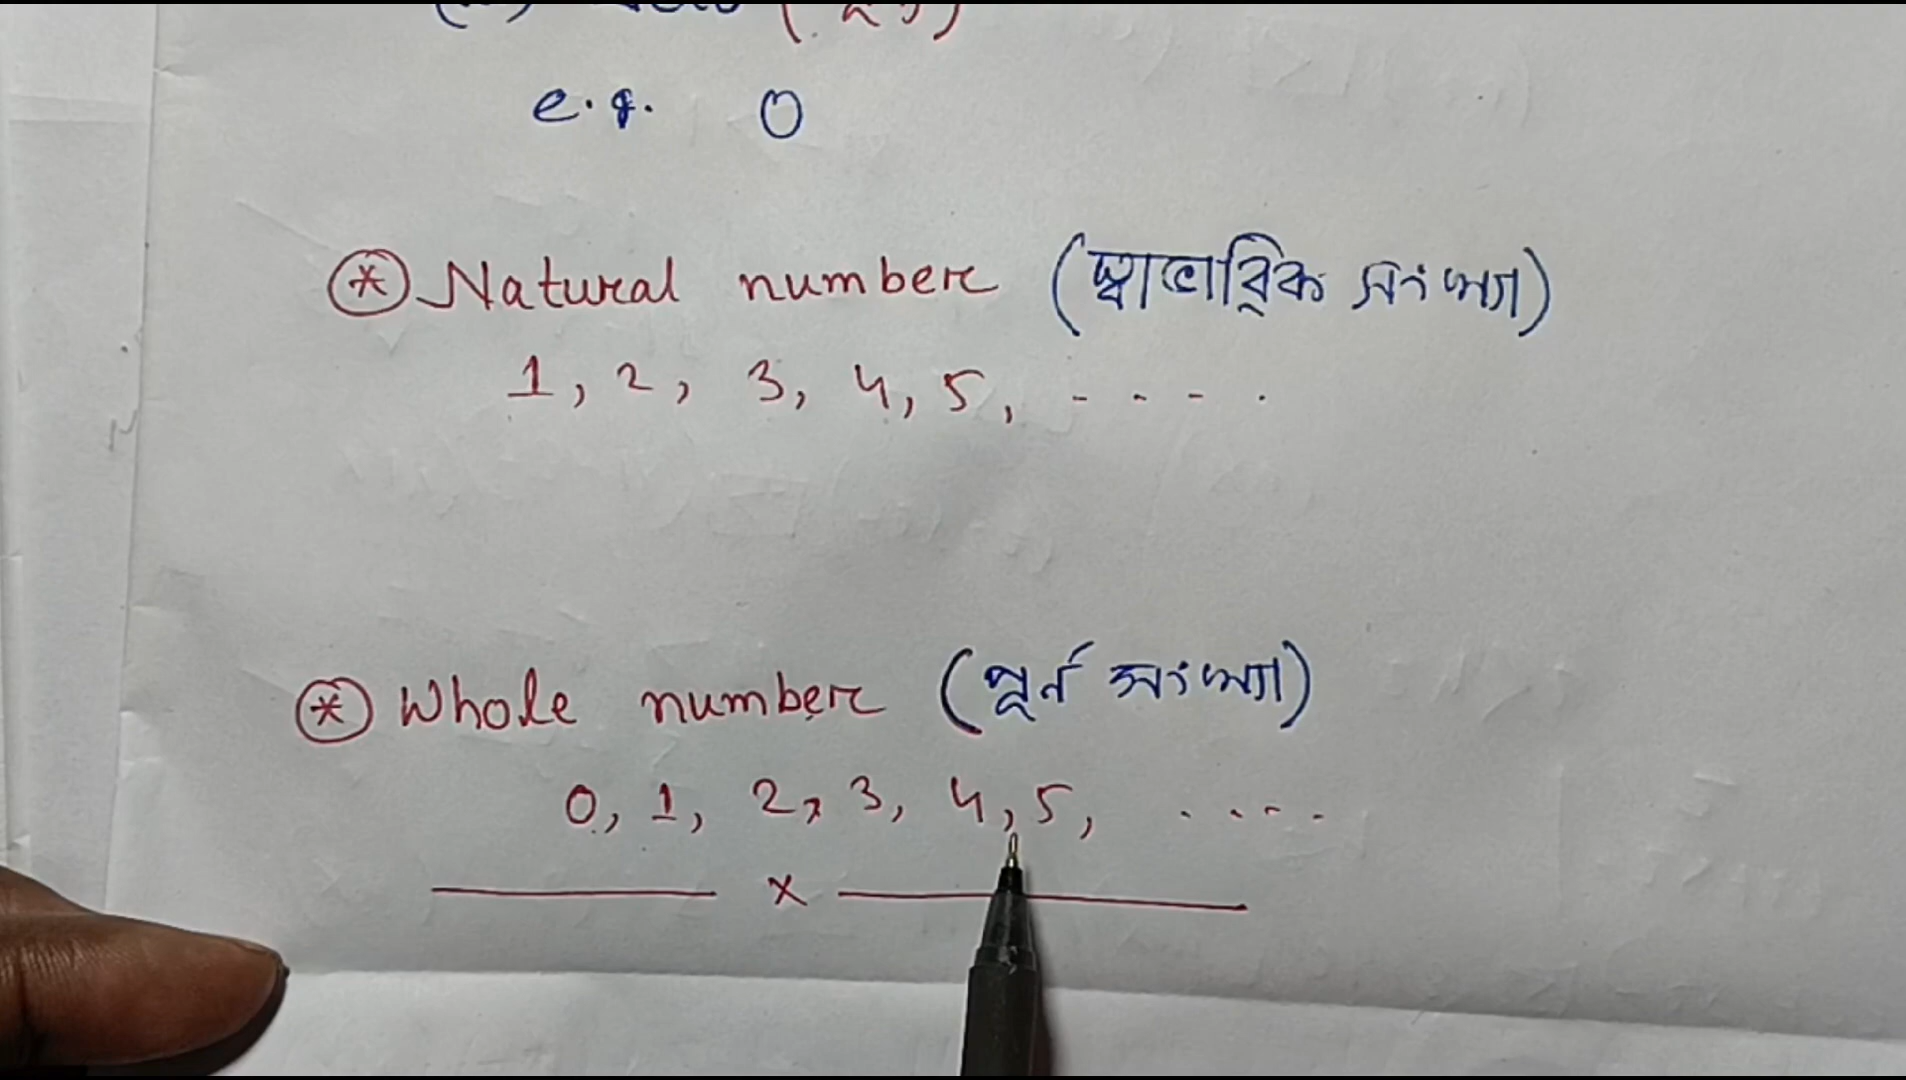 e.g. 0
* Natural number (স্বাভাবিক সংখ্যা)
1, 2, 3, 4, 5, - - - .
* Whole number (পূর্ন সংখ্যা)
0, 1, 2, 3, 4, 5, . . . .
x